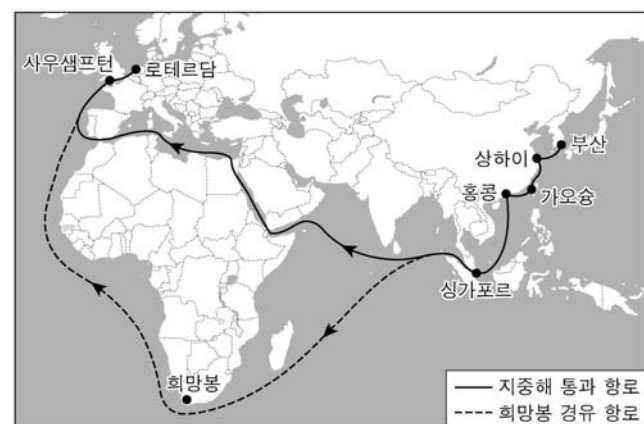 사우샘프턴
로테르담
부산
상하이
홍콩
가오슝
싱가포르
희망봉
지중해 통과 항로
희망봉 경유 항로